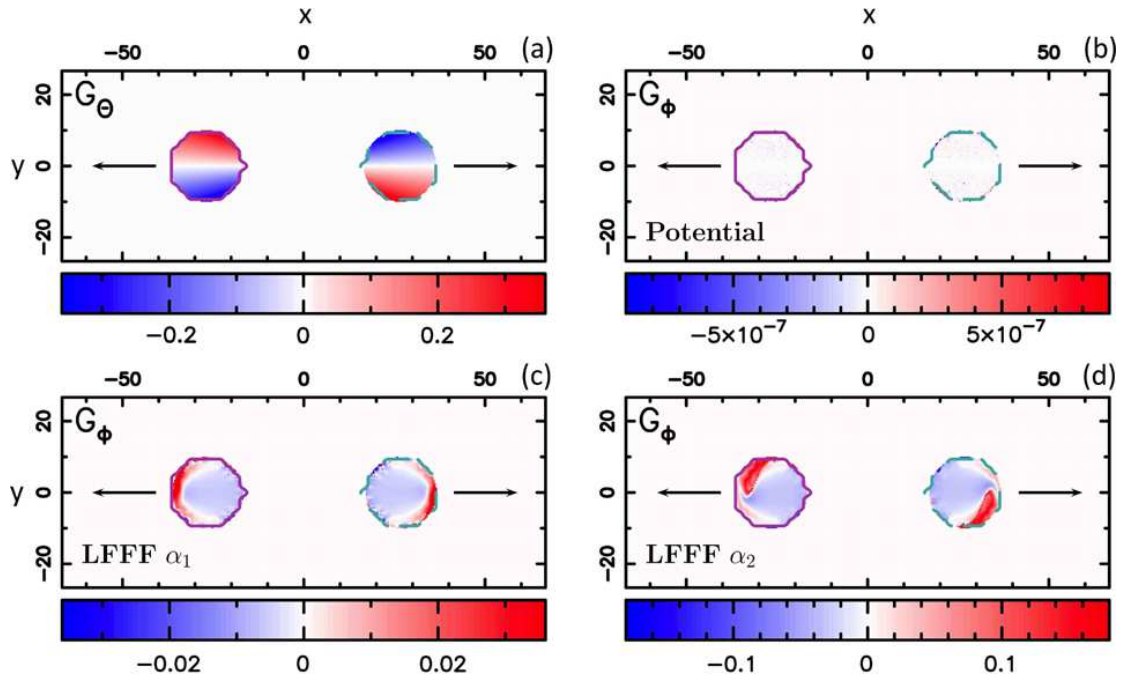 x x
−50 0 50 (a) −50 0 50 (b)
20 G_Θ 20 G_Φ
y 0 0
−20 −20 Potential
−0.2 0 0.2 −5×10⁻⁷ 0 5×10⁻⁷
−50 0 50 (c) −50 0 50 (d)
20 G_Φ 20 G_Φ
y 0 0
−20 LFFF α₁ −20 LFFF α₂
−0.02 0 0.02 −0.1 0 0.1